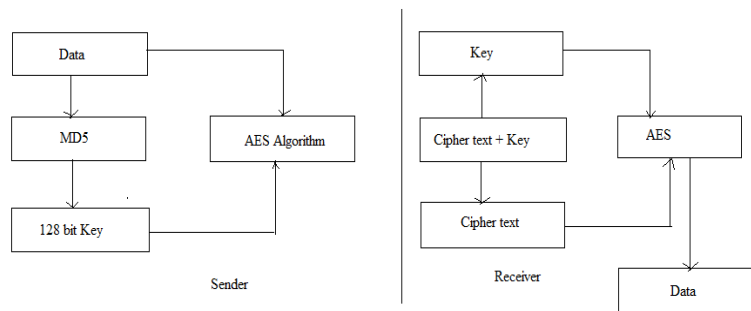 Data
MD5
128 bit Key
AES Algorithm
Sender
Key
Cipher text + Key
Cipher text
AES
Receiver
Data